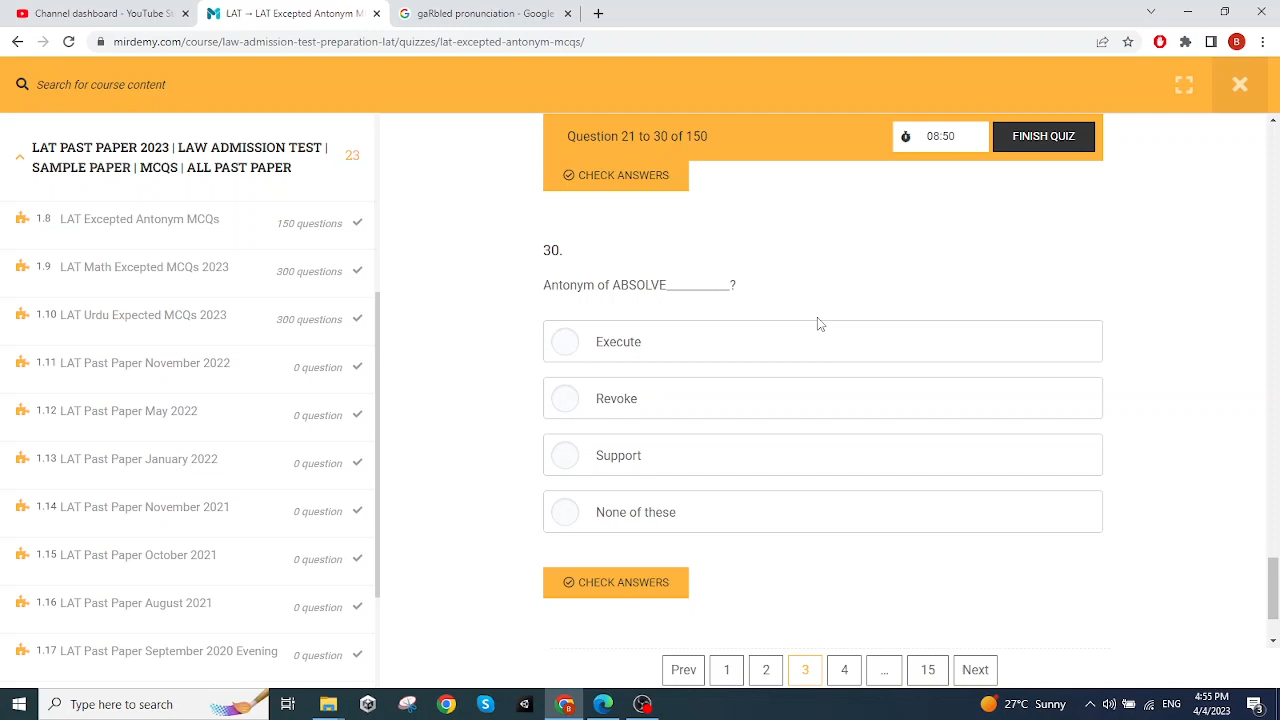 Change YouTube S
LAT – LAT Excepted Antonym M
gaRbled pronunciation - Google
mirdemy.com/course/law-admission-test-preparation-lat/quizzes/lat-excepted-antonym-mcqs/
B
Search for course content
LAT PAST PAPER 2023 | LAW ADMISSION TEST |
SAMPLE PAPER | MCQS | ALL PAST PAPER
23
1.8 LAT Excepted Antonym MCQs 150 questions
1.9 LAT Math Excepted MCQs 2023 300 questions
1.10 LAT Urdu Expected MCQs 2023 300 questions
1.11 LAT Past Paper November 2022 0 question
1.12 LAT Past Paper May 2022 0 question
1.13 LAT Past Paper January 2022 0 question
1.14 LAT Past Paper November 2021 0 question
1.15 LAT Past Paper October 2021 0 question
1.16 LAT Past Paper August 2021 0 question
1.17 LAT Past Paper September 2020 Evening 0 question
Question 21 to 30 of 150
08:50
FINISH QUIZ
CHECK ANSWERS
30.
Antonym of ABSOLVE__________?
Execute
Revoke
Support
None of these
CHECK ANSWERS
Prev 1 2 3 4 ... 15 Next
Type here to search
27°C Sunny
4:55 PM
4/4/2023